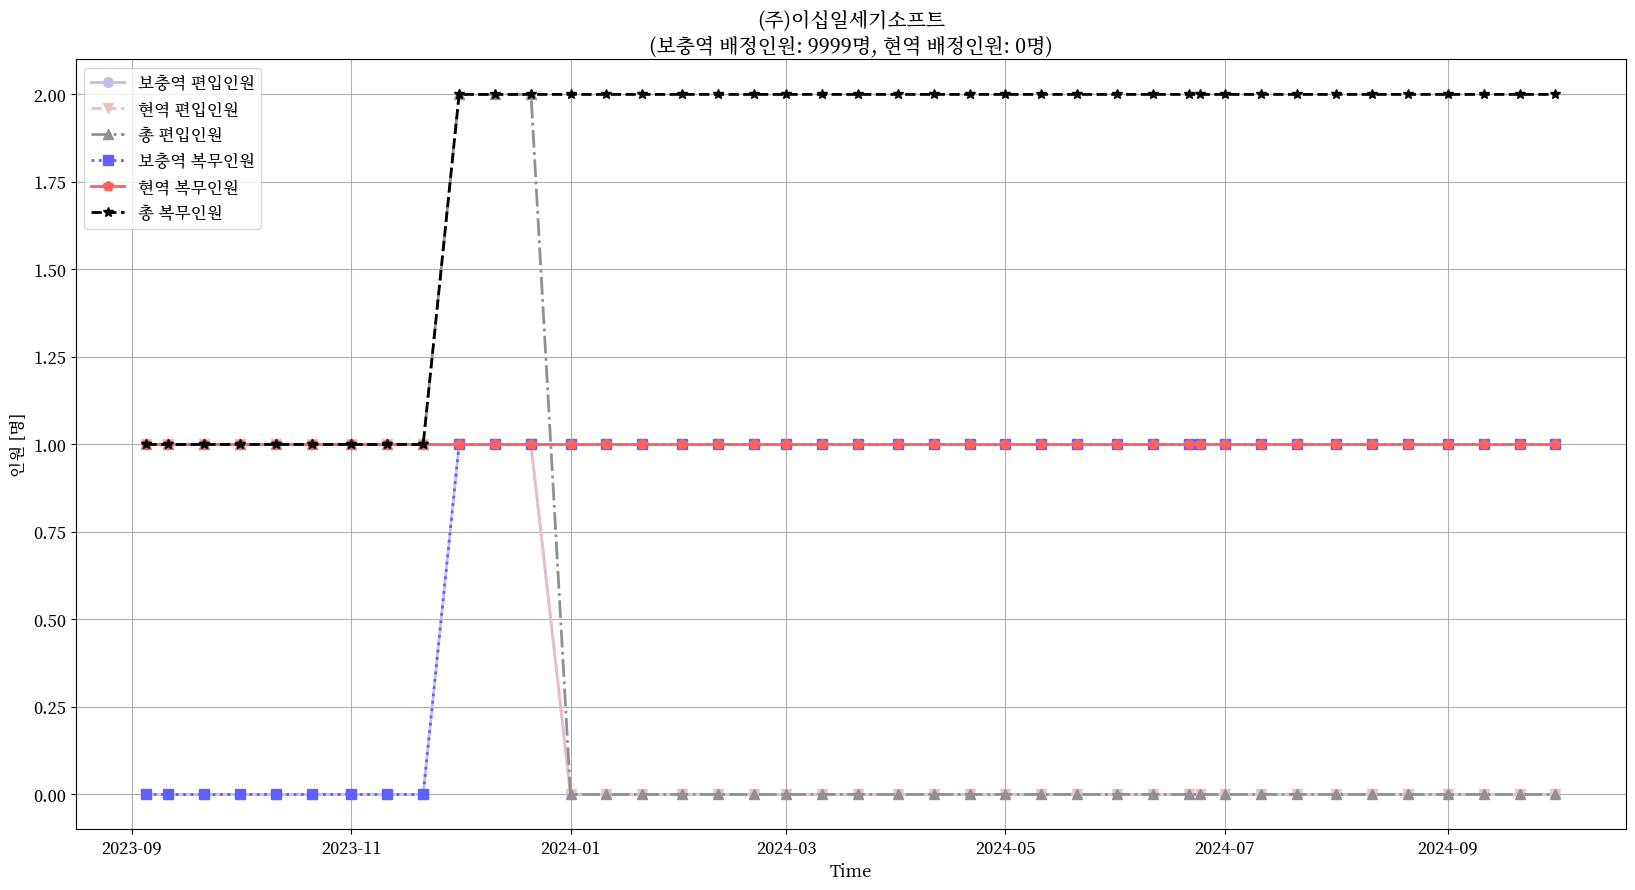 (주)이십일세기소프트
(보충역 배정인원: 9999명, 현역 배정인원: 0명)
보충역 편입인원
현역 편입인원
총 편입인원
보충역 복무인원
현역 복무인원
총 복무인원
2.00
1.75
1.50
1.25
1.00
0.75
0.50
0.25
0.00
인원 [명]
2023-09 2023-11 2024-01 2024-03 2024-05 2024-07 2024-09
Time